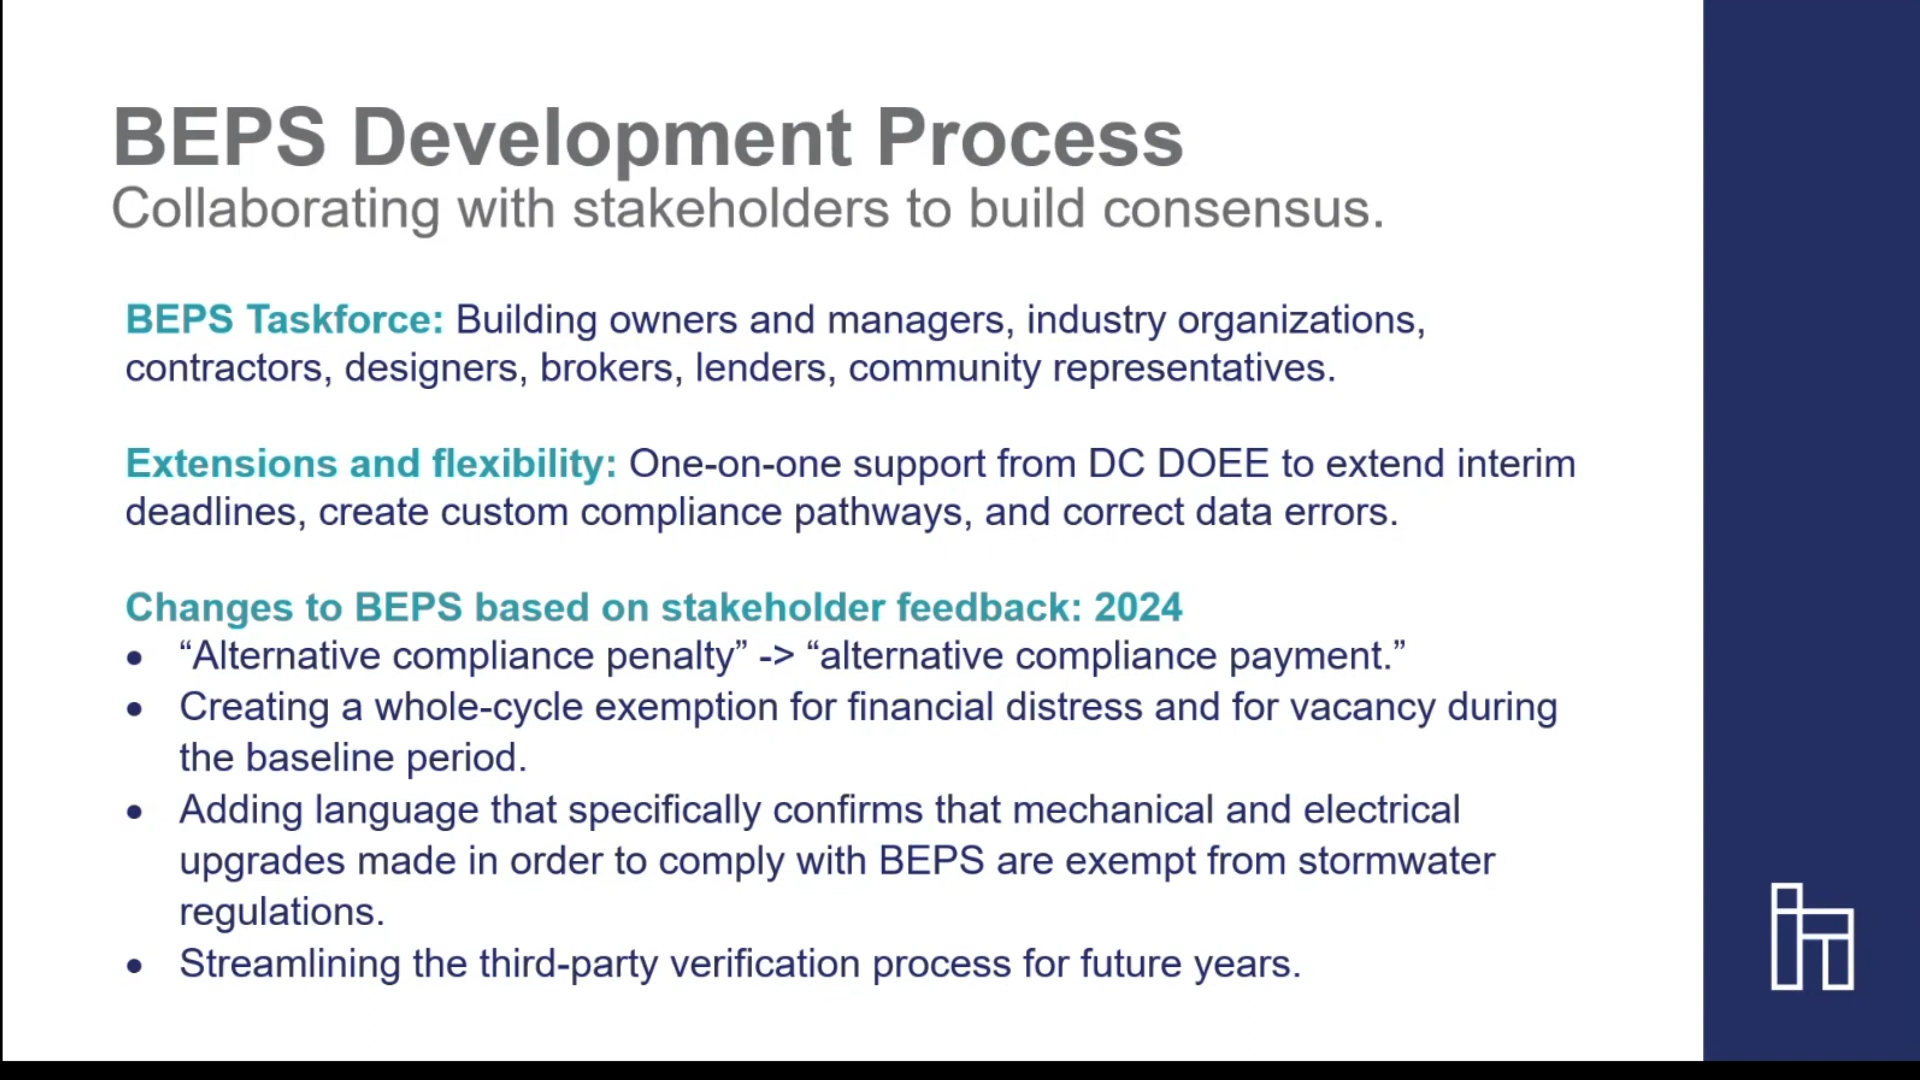 BEPS Development Process
Collaborating with stakeholders to build consensus.
BEPS Taskforce: Building owners and managers, industry organizations,
contractors, designers, brokers, lenders, community representatives.
Extensions and flexibility: One-on-one support from DC DOEE to extend interim
deadlines, create custom compliance pathways, and correct data errors.
Changes to BEPS based on stakeholder feedback: 2024
• “Alternative compliance penalty” -> “alternative compliance payment.”
• Creating a whole-cycle exemption for financial distress and for vacancy during
the baseline period.
• Adding language that specifically confirms that mechanical and electrical
upgrades made in order to comply with BEPS are exempt from stormwater
regulations.
• Streamlining the third-party verification process for future years.